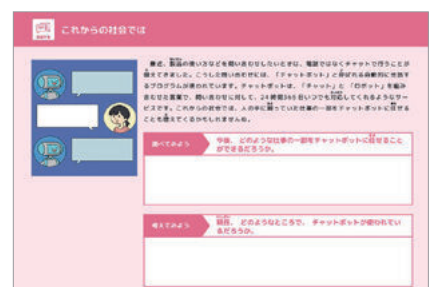 これからの社会では
最近、製品の使い方などを問い合わせしたいときは、電話ではなくチャットで行うことが
増えてきました。こうした問い合わせには、「チャットボット」と呼ばれる自動的に対話す
るプログラムが使われています。チャットボットは、「チャット」と「ロボット」を組み
合わせた言葉で、問い合わせに対して、24時間365日いつでも対応してくれるようなサー
ビスです。これからの社会では、人の手に頼っていた仕事の一部をチャットボットに任せる
ことも増えてくるかもしれませんね。
調べてみよう
今後、どのような仕事の一部をチャットボットに任せること
ができるだろうか。
考えてみよう
現在、どのようなところで、チャットボットが使われてい
るだろうか。